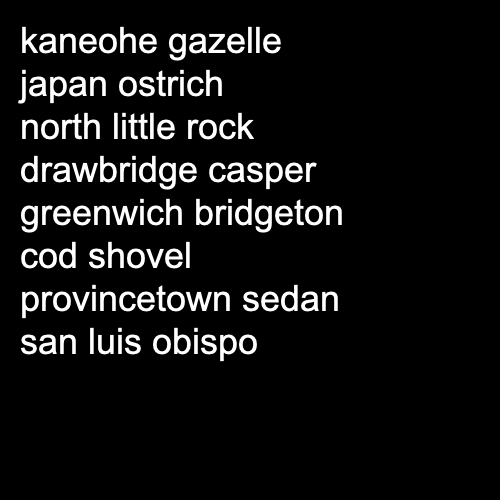 kaneohe gazelle
japan ostrich
north little rock
drawbridge casper
greenwich bridgeton
cod shovel
provincetown sedan
san luis obispo